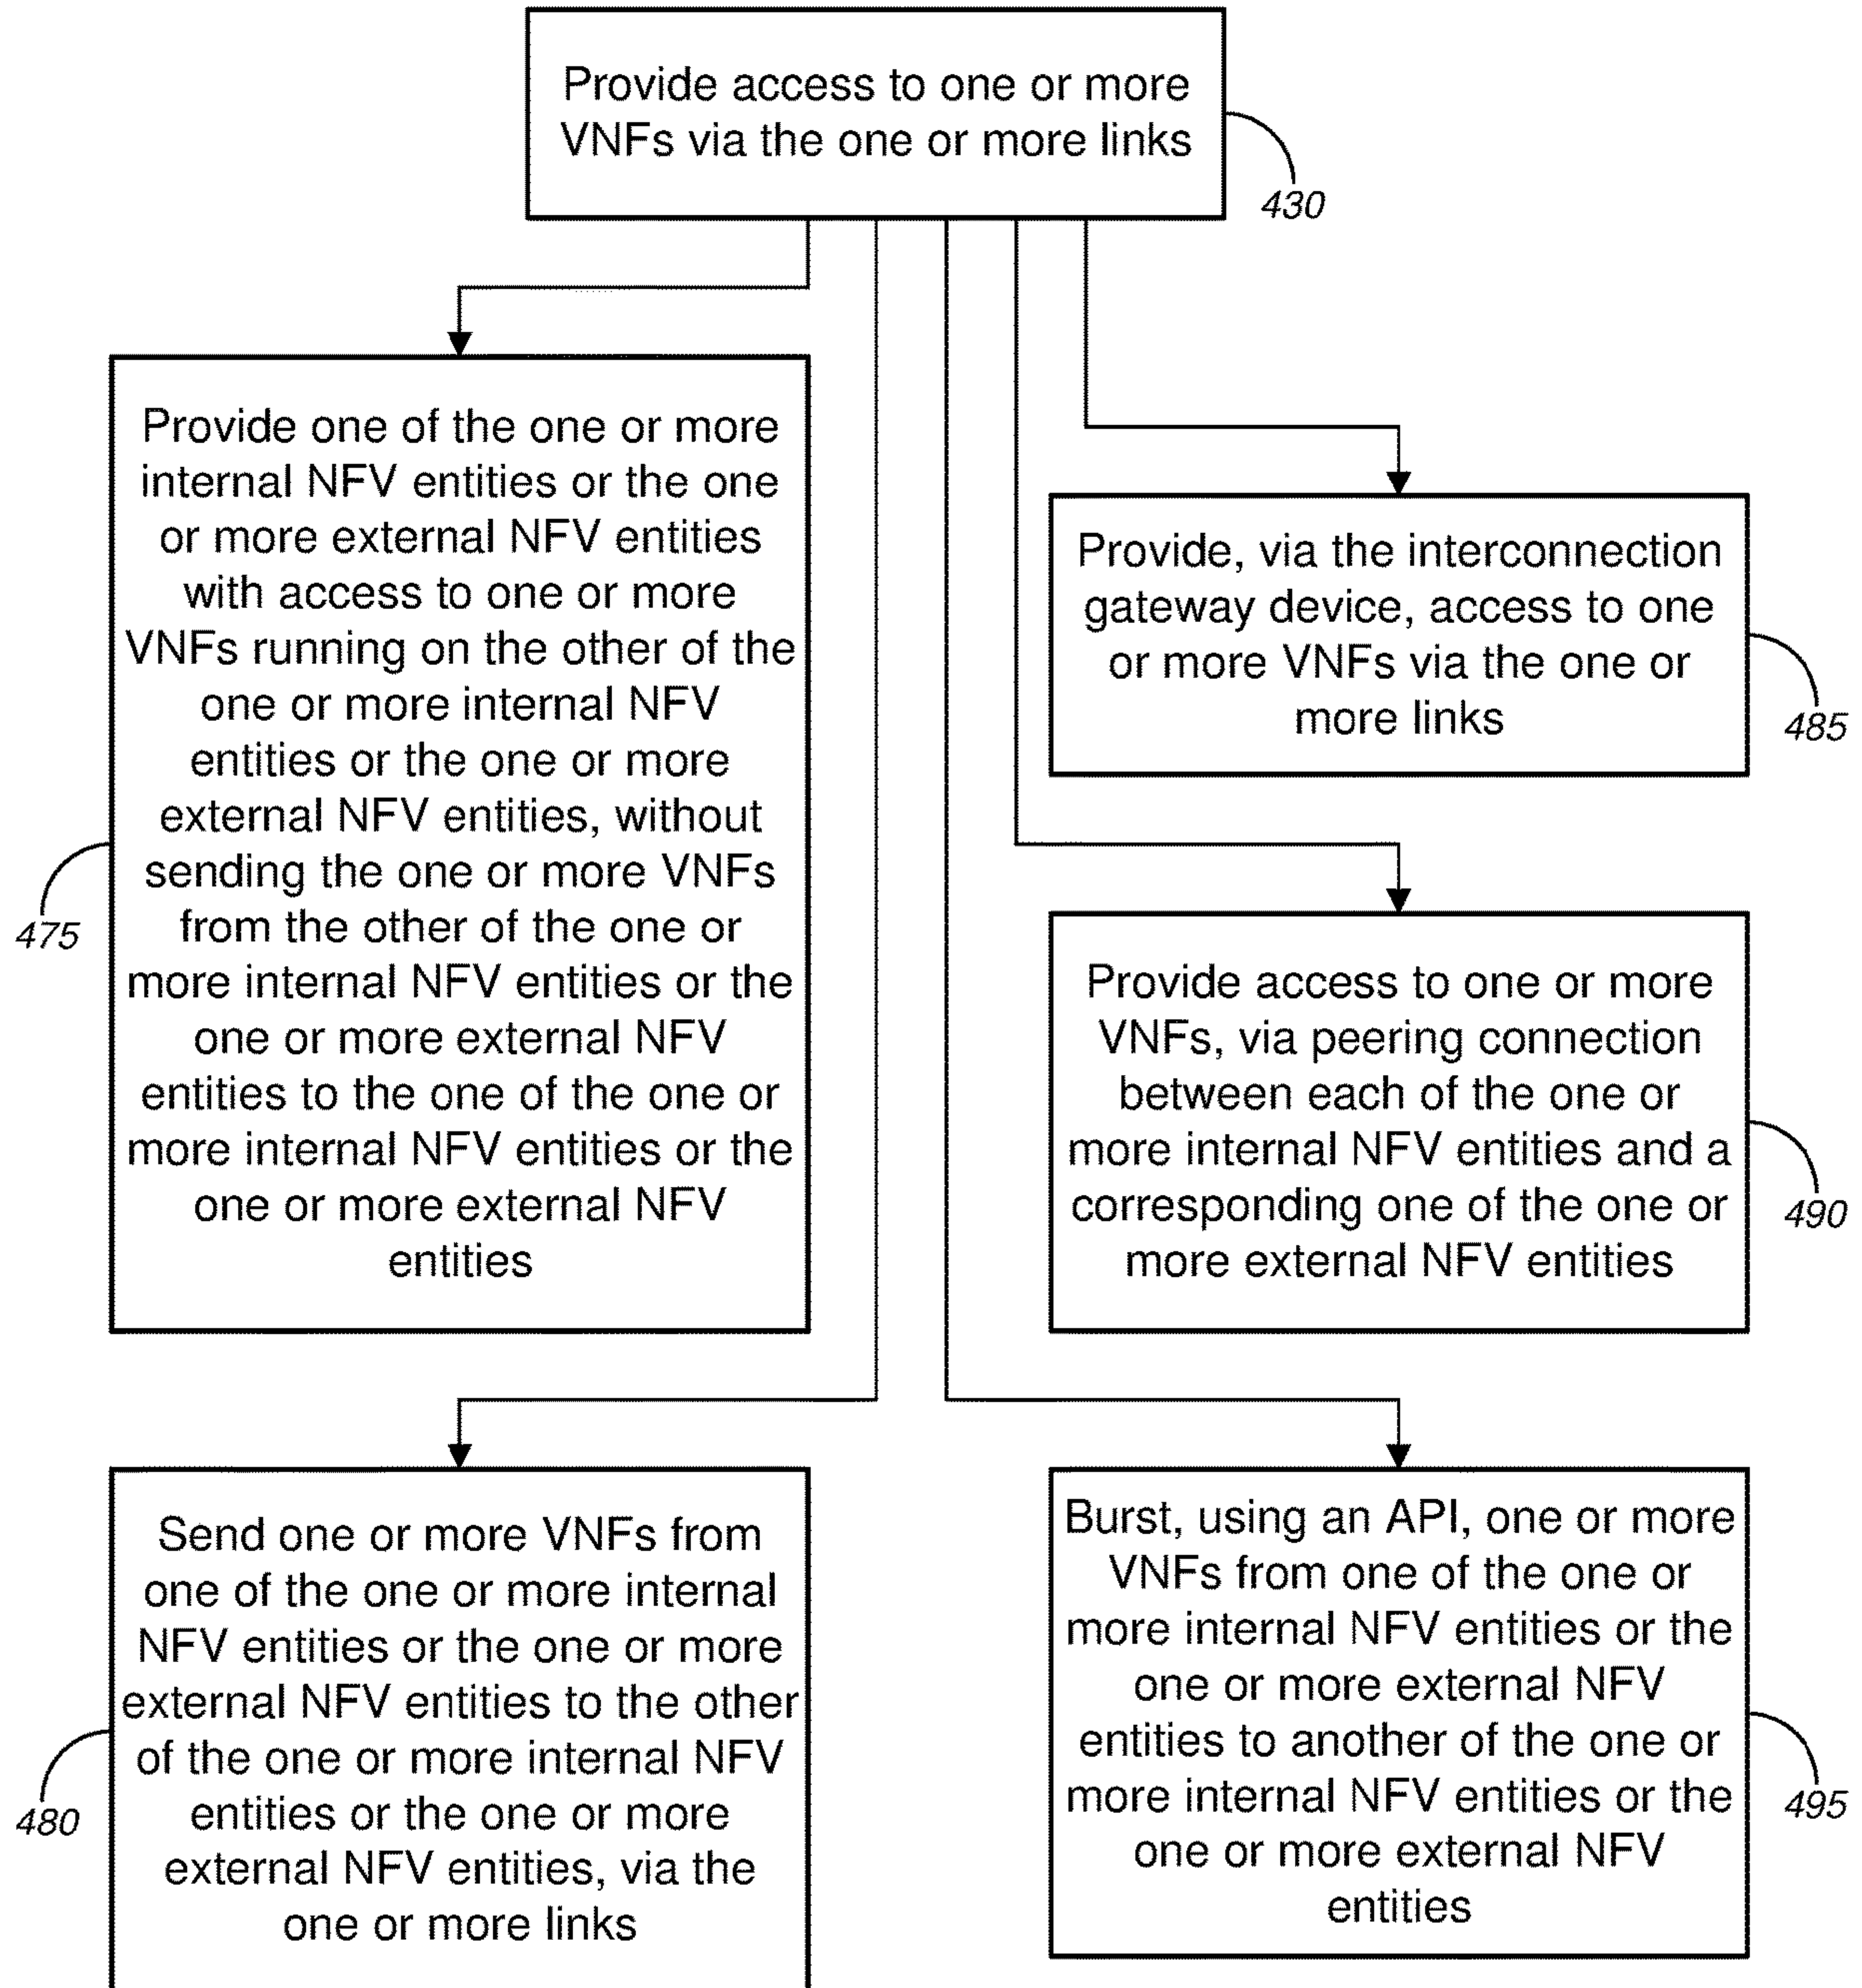 Provide access to one or more
VNFs via the one or more links
430
Provide one of the one or more
internal NFV entities or the one
or more external NFV entities
with access to one or more
VNFs running on the other of the
one or more internal NFV
entities or the one or more
external NFV entities, without
sending the one or more VNFs
from the other of the one or
more internal NFV entities or the
one or more external NFV
entities to the one of the one or
more internal NFV entities or the
one or more external NFV
entities
475
Send one or more VNFs from
one of the one or more internal
NFV entities or the one or more
external NFV entities to the other
of the one or more internal NFV
entities or the one or more
external NFV entities, via the
one or more links
480
Provide, via the interconnection
gateway device, access to one
or more VNFs via the one or
more links
485
Provide access to one or more
VNFs, via peering connection
between each of the one or
more internal NFV entities and a
corresponding one of the one or
more external NFV entities
490
Burst, using an API, one or more
VNFs from one of the one or
more internal NFV entities or the
one or more external NFV
entities to another of the one or
more internal NFV entities or the
one or more external NFV
entities
495